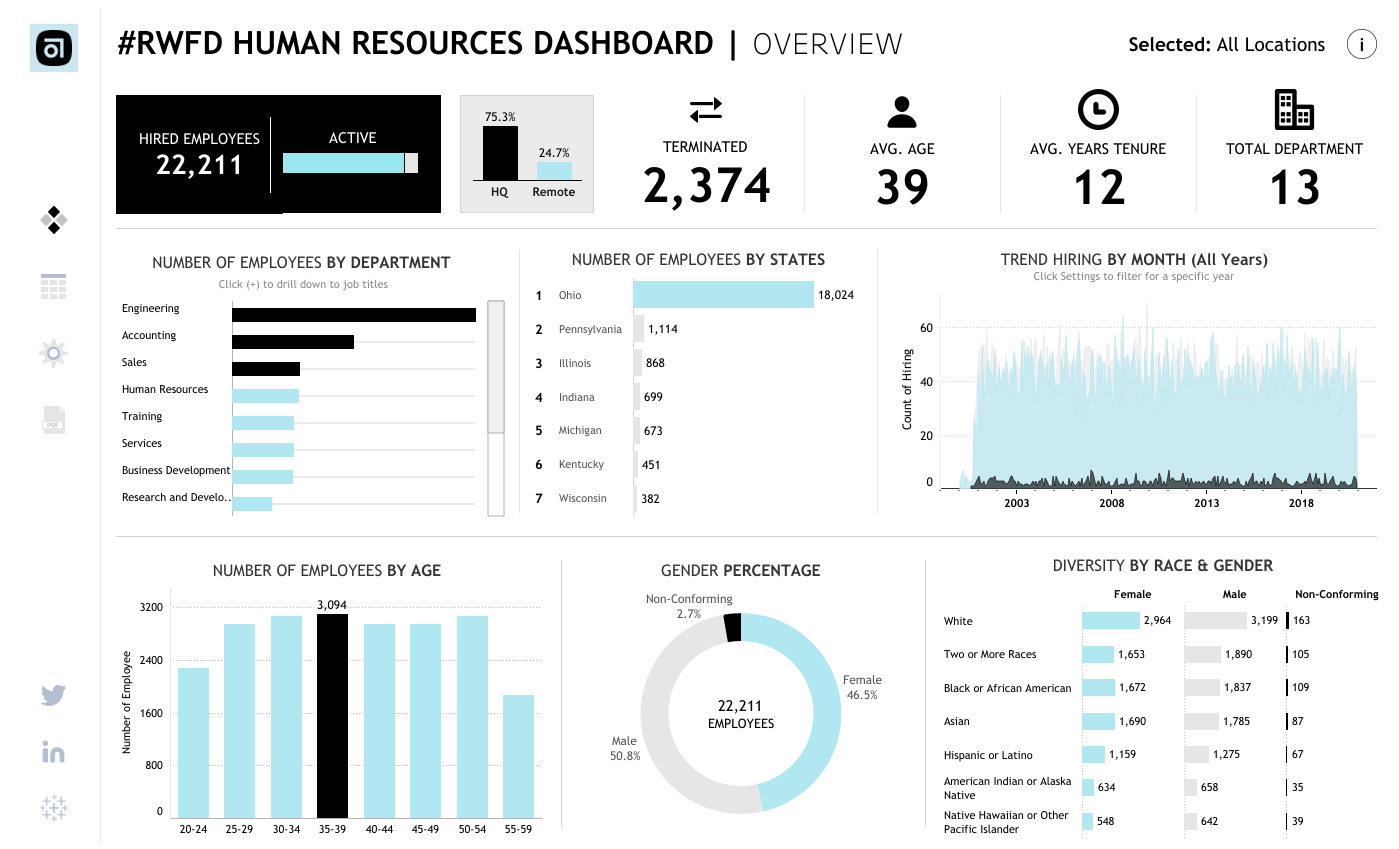 #RWFD HUMAN RESOURCES DASHBOARD | OVERVIEW
Selected: All Locations
i
HIRED EMPLOYEES
22,211
ACTIVE
75.3%
24.7%
HQ Remote
TERMINATED
2,374
AVG. AGE
39
AVG. YEARS TENURE
12
TOTAL DEPARTMENT
13
NUMBER OF EMPLOYEES BY DEPARTMENT
Click (+) to drill down to job titles
Engineering
Accounting
Sales
Human Resources
Training
Services
Business Development
Research and Develo..
NUMBER OF EMPLOYEES BY STATES
1 Ohio 18,024
2 Pennsylvania 1,114
3 Illinois 868
4 Indiana 699
5 Michigan 673
6 Kentucky 451
7 Wisconsin 382
TREND HIRING BY MONTH (All Years)
Click Settings to filter for a specific year
Count of Hiring
60
40
20
0
2003 2008 2013 2018
NUMBER OF EMPLOYEES BY AGE
Number of Employee
3200
2400
1600
800
0
3,094
20-24 25-29 30-34 35-39 40-44 45-49 50-54 55-59
GENDER PERCENTAGE
Non-Conforming
2.7%
Female
46.5%
22,211
EMPLOYEES
Male
50.8%
DIVERSITY BY RACE & GENDER
Female Male Non-Conforming
White 2,964 3,199 163
Two or More Races 1,653 1,890 105
Black or African American 1,672 1,837 109
Asian 1,690 1,785 87
Hispanic or Latino 1,159 1,275 67
American Indian or Alaska
Native 634 658 35
Native Hawaiian or Other
Pacific Islander 548 642 39
PDF
in